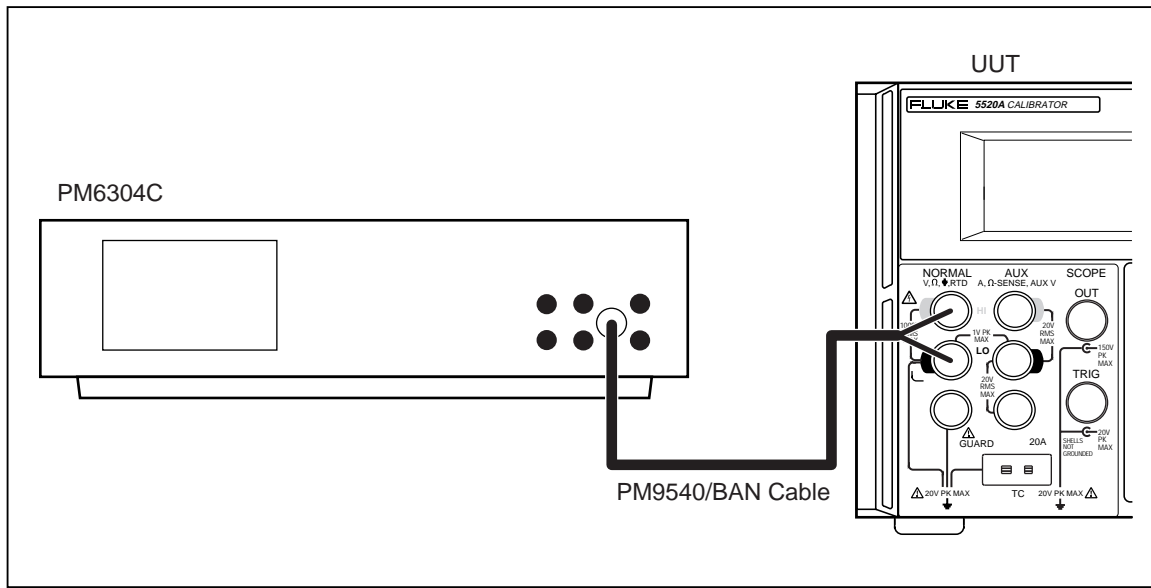 UUT
FLUKE 5520A CALIBRATOR
PM6304C
NORMAL
V, Ω, ,RTD
AUX
A, Ω-SENSE, AUX V
SCOPE
OUT
HI
1V PK
MAX
LO
20V
RMS
MAX
20V
RMS
MAX
150V
PK
MAX
TRIG
GUARD
20A
SHELLS
NOT
GROUNDED
20V
PK
MAX
TC
20V PK MAX
20V PK MAX
PM9540/BAN Cable